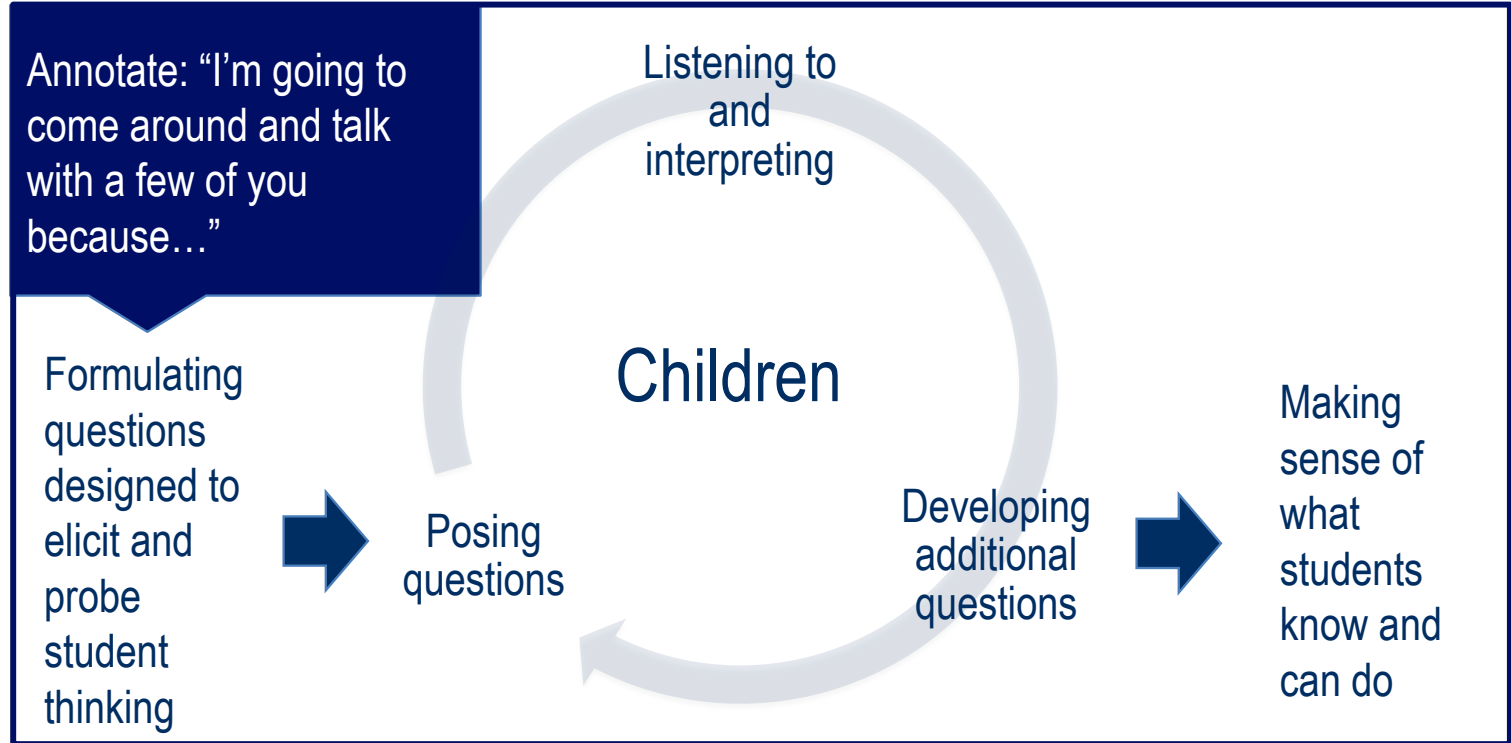 Annotate: “I’m going to
come around and talk
with a few of you
because…”
Formulating
questions
designed to
elicit and
probe
student
thinking
Posing
questions
Listening to
and
interpreting
Children
Developing
additional
questions
Making
sense of
what
students
know and
can do